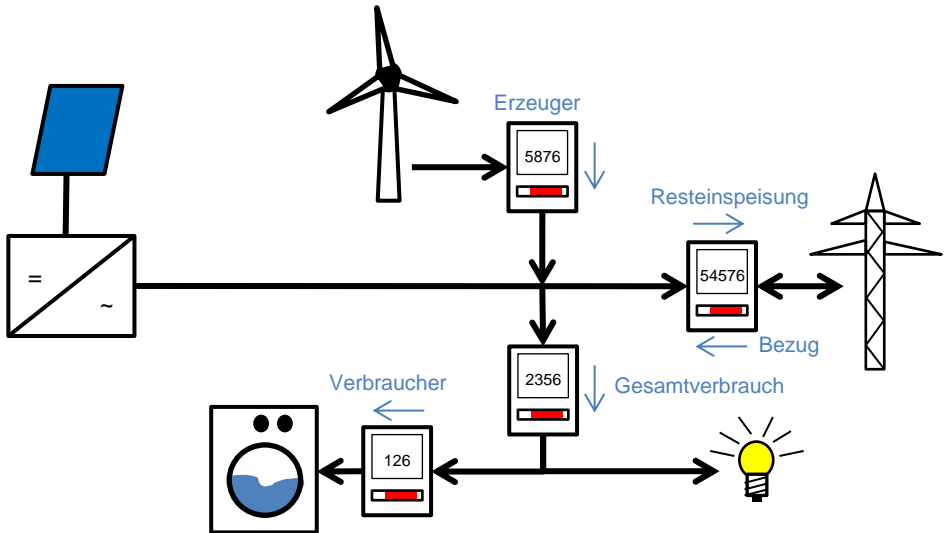 Erzeuger
5876
Resteinspeisung
=
~
54576
Bezug
Verbraucher
2356
Gesamtverbrauch
126